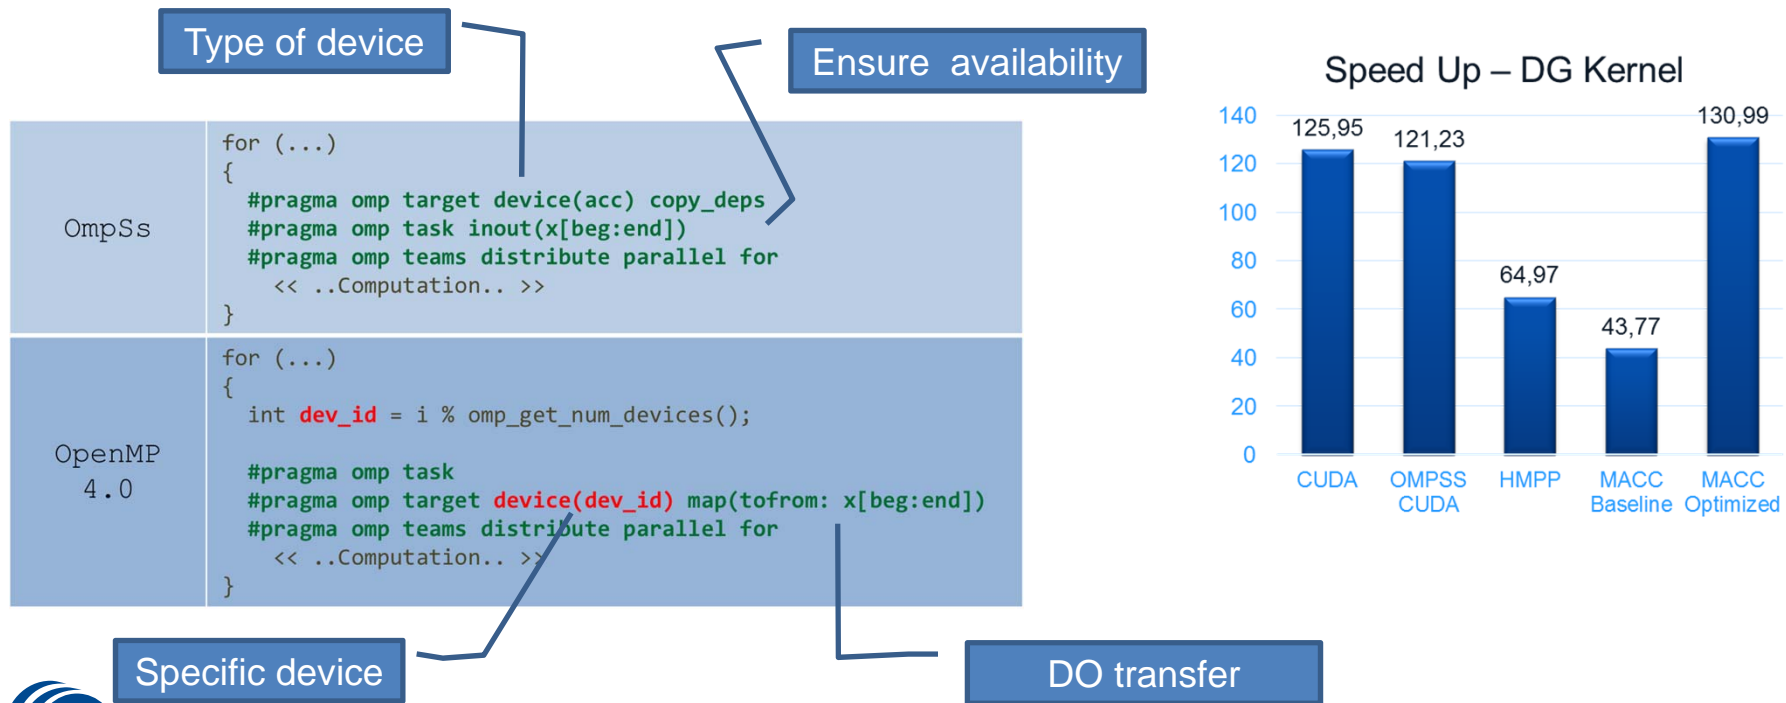 Type of device
Ensure  availability
OmpSs
for (...)
{
#pragma omp target device(acc) copy_deps
#pragma omp task inout(x[beg:end])
#pragma omp teams distribute parallel for
<< ..Computation.. >>
}
OpenMP
4.0
for (...)
{
int dev_id = i % omp_get_num_devices();
#pragma omp task
#pragma omp target device(dev_id) map(tofrom: x[beg:end])
#pragma omp teams distribute parallel for
<< ..Computation.. >>
}
Specific device
DO transfer
Speed Up – DG Kernel
140
120
100
80
60
40
20
0
125,95
121,23
64,97
43,77
130,99
CUDA
OMPSS
CUDA
HMPP
MACC
Baseline
MACC
Optimized